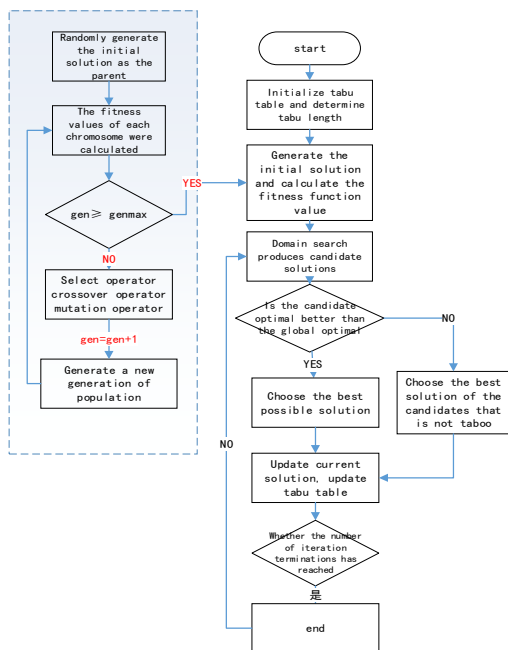 Randomly generate
the initial
solution as the
parent
The fitness
values of each
chromosome were
calculated
gen≥ genmax
YES
NO
Select operator
crossover operator
mutation operator
gen=gen+1
Generate a new
generation of
population
start
Initialize tabu
table and determine
tabu length
Generate the
initial solution
and calculate the
fitness function
value
Domain search
produces candidate
solutions
Is the candidate
optimal better than
the global optimal
NO
YES
Choose the best
possible solution
Choose the best
solution of the
candidates that
is not taboo
NO
Update current
solution, update
tabu table
Whether the number
of iteration
terminations has
reached
是
end